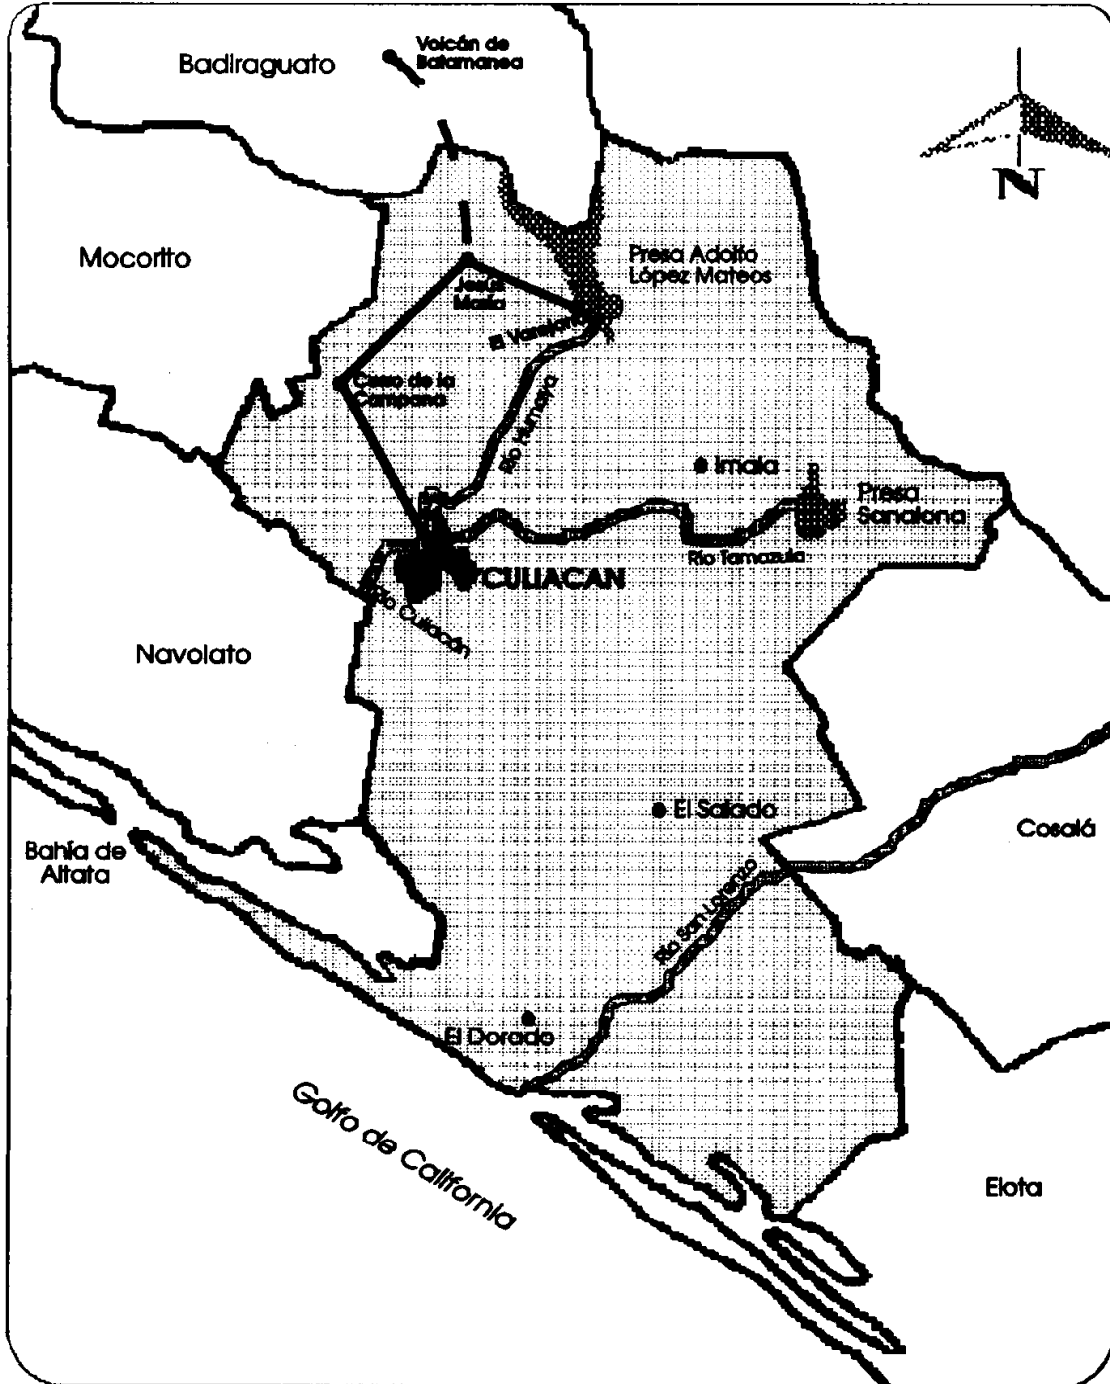 Volcán de
Batamanea
Badiraguato
N
Mocorito
Presa Adolfo
López Mateos
Jesús
María
El Varejonal
Cerro de la
Campana
Río Humaya
Imala
Presa
Sanalona
Río Tamazula
CULIACAN
Río Culiacán
Navolato
El Salado
Cosalá
Bahía de
Altata
Río San Lorenzo
El Dorado
Golfo de California
Elota